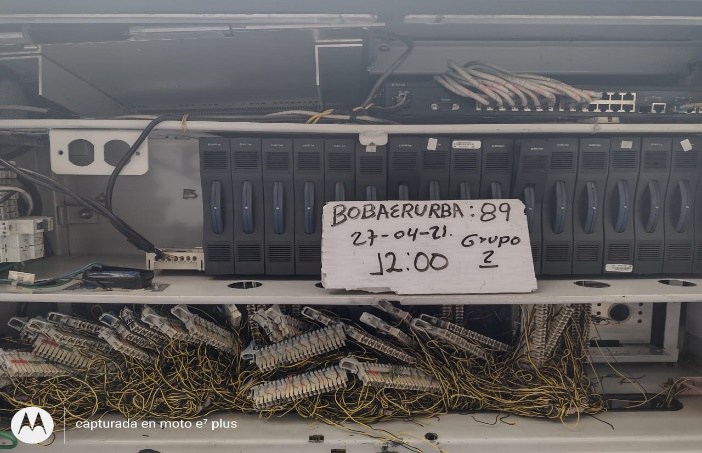 BOBAERURBA:89
27-04-21. Grupo
12:00 2
capturada en moto e⁷ plus